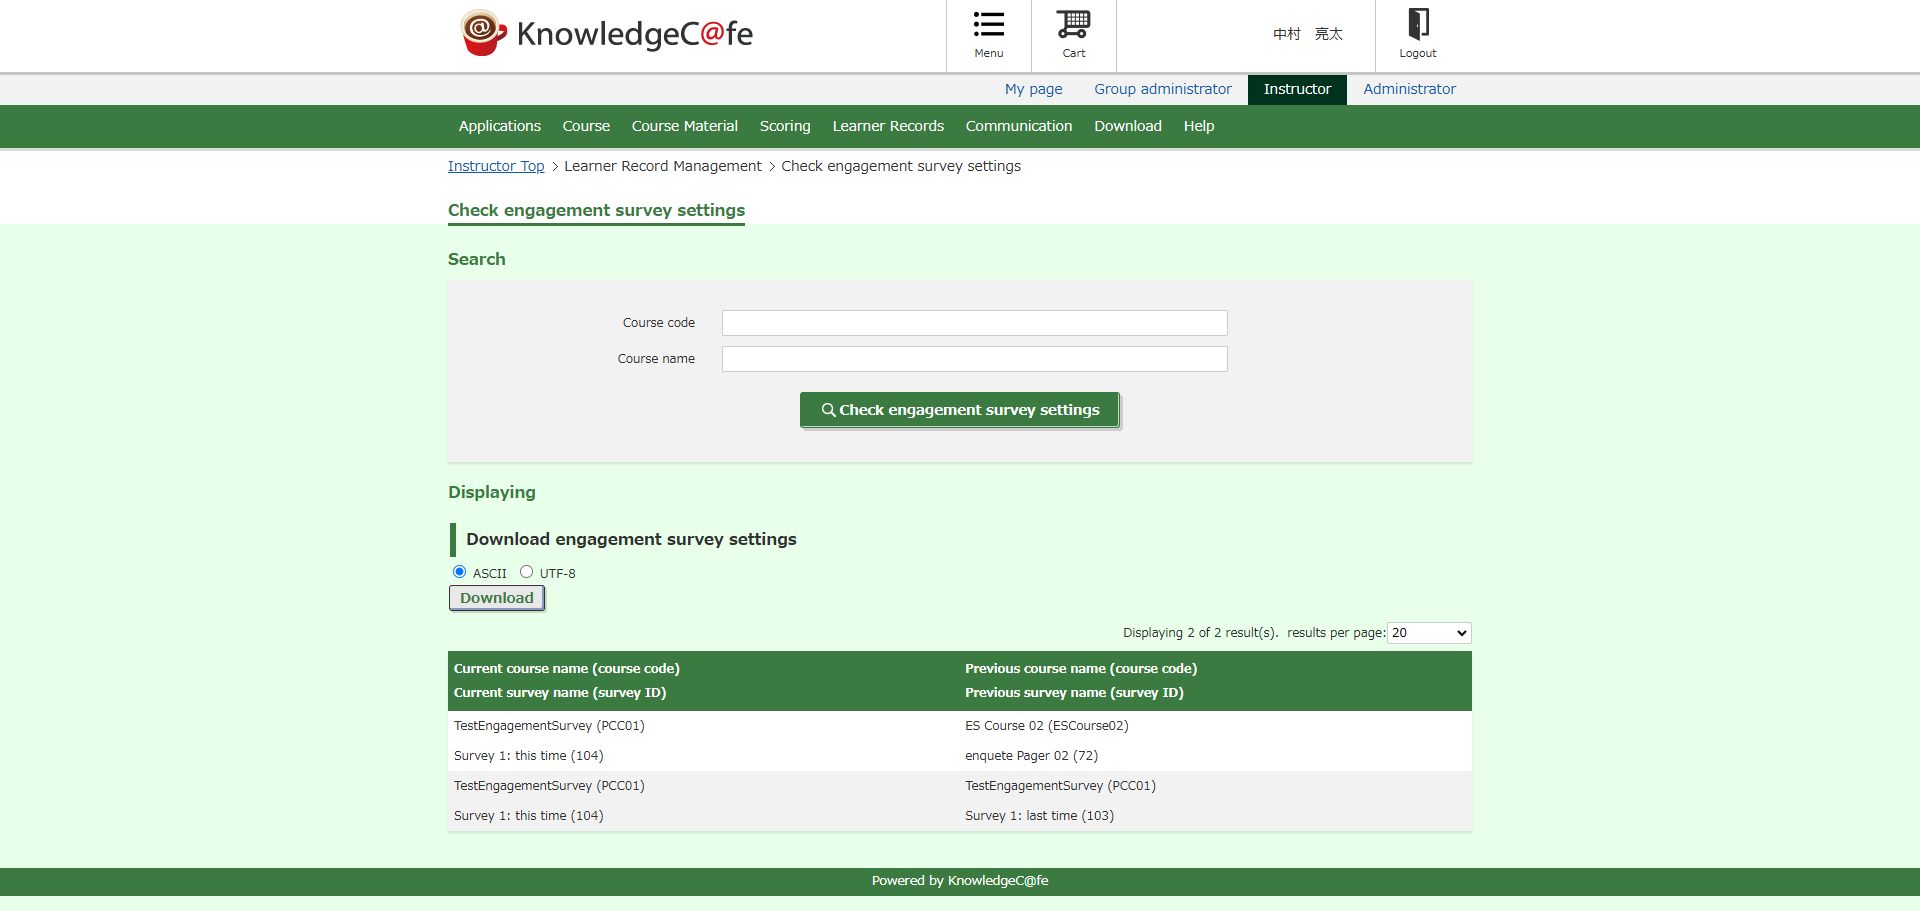 KnowledgeC@fe
Menu
Cart
中村　亮太
Logout
My page
Group administrator
Instructor
Administrator
Applications
Course
Course Material
Scoring
Learner Records
Communication
Download
Help
Instructor Top > Learner Record Management > Check engagement survey settings
Check engagement survey settings
Search
Course code
Course name
Check engagement survey settings
Displaying
Download engagement survey settings
ASCII UTF-8
Download
Displaying 2 of 2 result(s). results per page: 20
Current course name (course code)
Previous course name (course code)
Current survey name (survey ID)
Previous survey name (survey ID)
TestEngagementSurvey (PCC01)
ES Course 02 (ESCourse02)
Survey 1: this time (104)
enquete Pager 02 (72)
TestEngagementSurvey (PCC01)
TestEngagementSurvey (PCC01)
Survey 1: this time (104)
Survey 1: last time (103)
Powered by KnowledgeC@fe